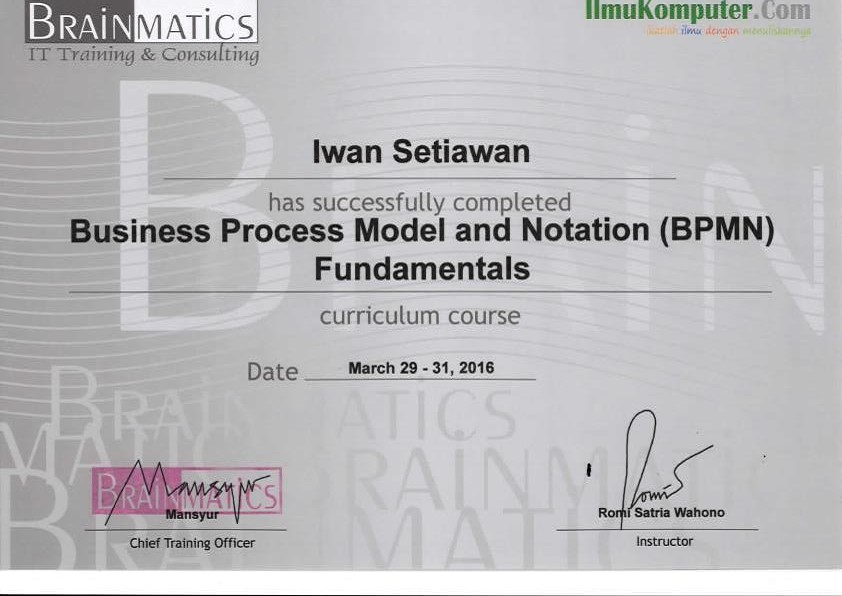 BRAINMATICS
IT Training & Consulting
IlmuKomputer.Com
ikatlah ilmu dengan menuliskannya
Iwan Setiawan
has successfully completed
Business Process Model and Notation (BPMN)
Fundamentals
curriculum course
Date March 29 - 31, 2016
BRAINMATICS
Mansyur
Chief Training Officer
Romi Satria Wahono
Instructor